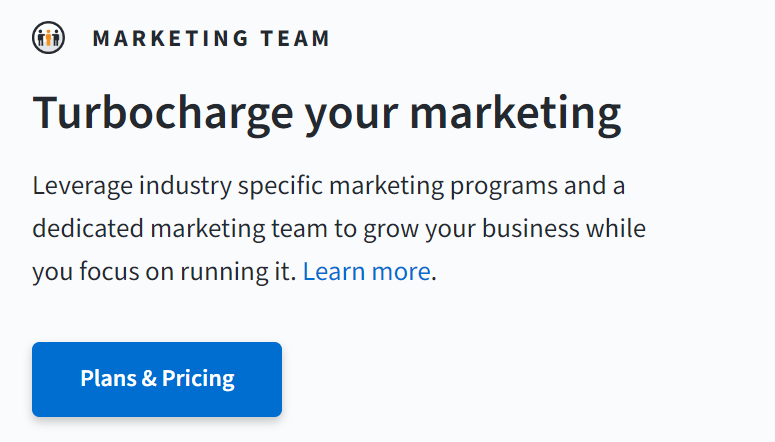 MARKETING TEAM
Turbocharge your marketing
Leverage industry specific marketing programs and a
dedicated marketing team to grow your business while
you focus on running it. Learn more.
Plans & Pricing